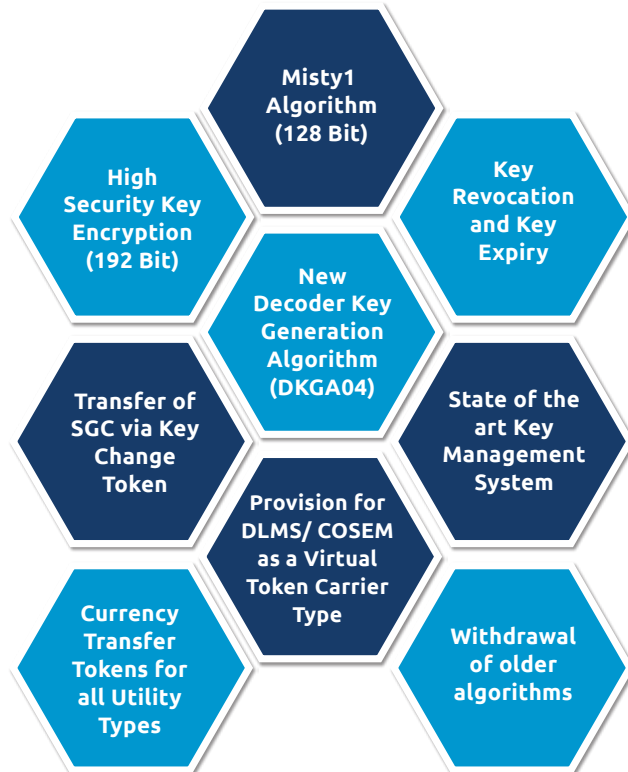 Misty1
Algorithm
(128 Bit)
High
Security Key
Encryption
(192 Bit)
Key
Revocation
and Key
Expiry
New
Decoder Key
Generation
Algorithm
(DKGA04)
Transfer of
SGC via Key
Change
Token
State of the
art Key
Management
System
Provision for
DLMS/ COSEM
as a Virtual
Token Carrier
Type
Currency
Transfer
Tokens for
all Utility
Types
Withdrawal
of older
algorithms